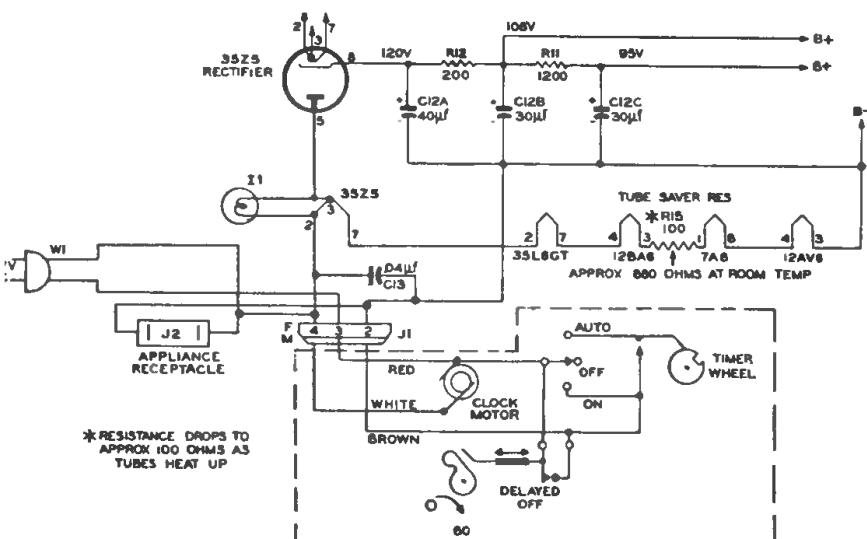 2 3 7
35Z5
RECTIFIER
8
5
120V
R12
200
108V
R11
1200
95V
B+
B+
B-
+
C12A
40µf
+
C12B
30µf
+
C12C
30µf
I1
35Z5
3
2
7
TUBE SAVER RES
*R15
100
2 7
35L6GT
4 3
12BA6
1 8
7A8
4 3
12AV6
APPROX 880 OHMS AT ROOM TEMP
W1
V
.04µf
C13
J2
APPLIANCE
RECEPTACLE
F
M
4 3 2
J1
RED
WHITE
BROWN
CLOCK
MOTOR
AUTO
OFF
ON
TIMER
WHEEL
*RESISTANCE DROPS TO
APPROX 100 OHMS AS
TUBES HEAT UP
DELAYED
OFF
O
60